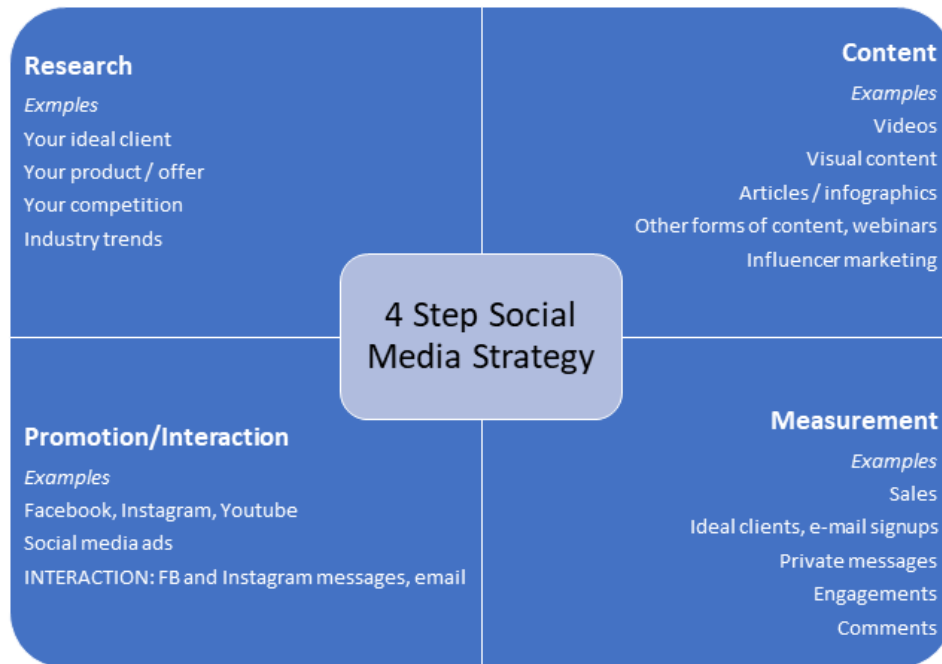 Research
Exmples
Your ideal client
Your product / offer
Your competition
Industry trends
Content
Examples
Videos
Visual content
Articles / infographics
Other forms of content, webinars
Influencer marketing
4 Step Social
Media Strategy
Promotion/Interaction
Examples
Facebook, Instagram, Youtube
Social media ads
INTERACTION: FB and Instagram messages, email
Measurement
Examples
Sales
Ideal clients, e-mail signups
Private messages
Engagements
Comments